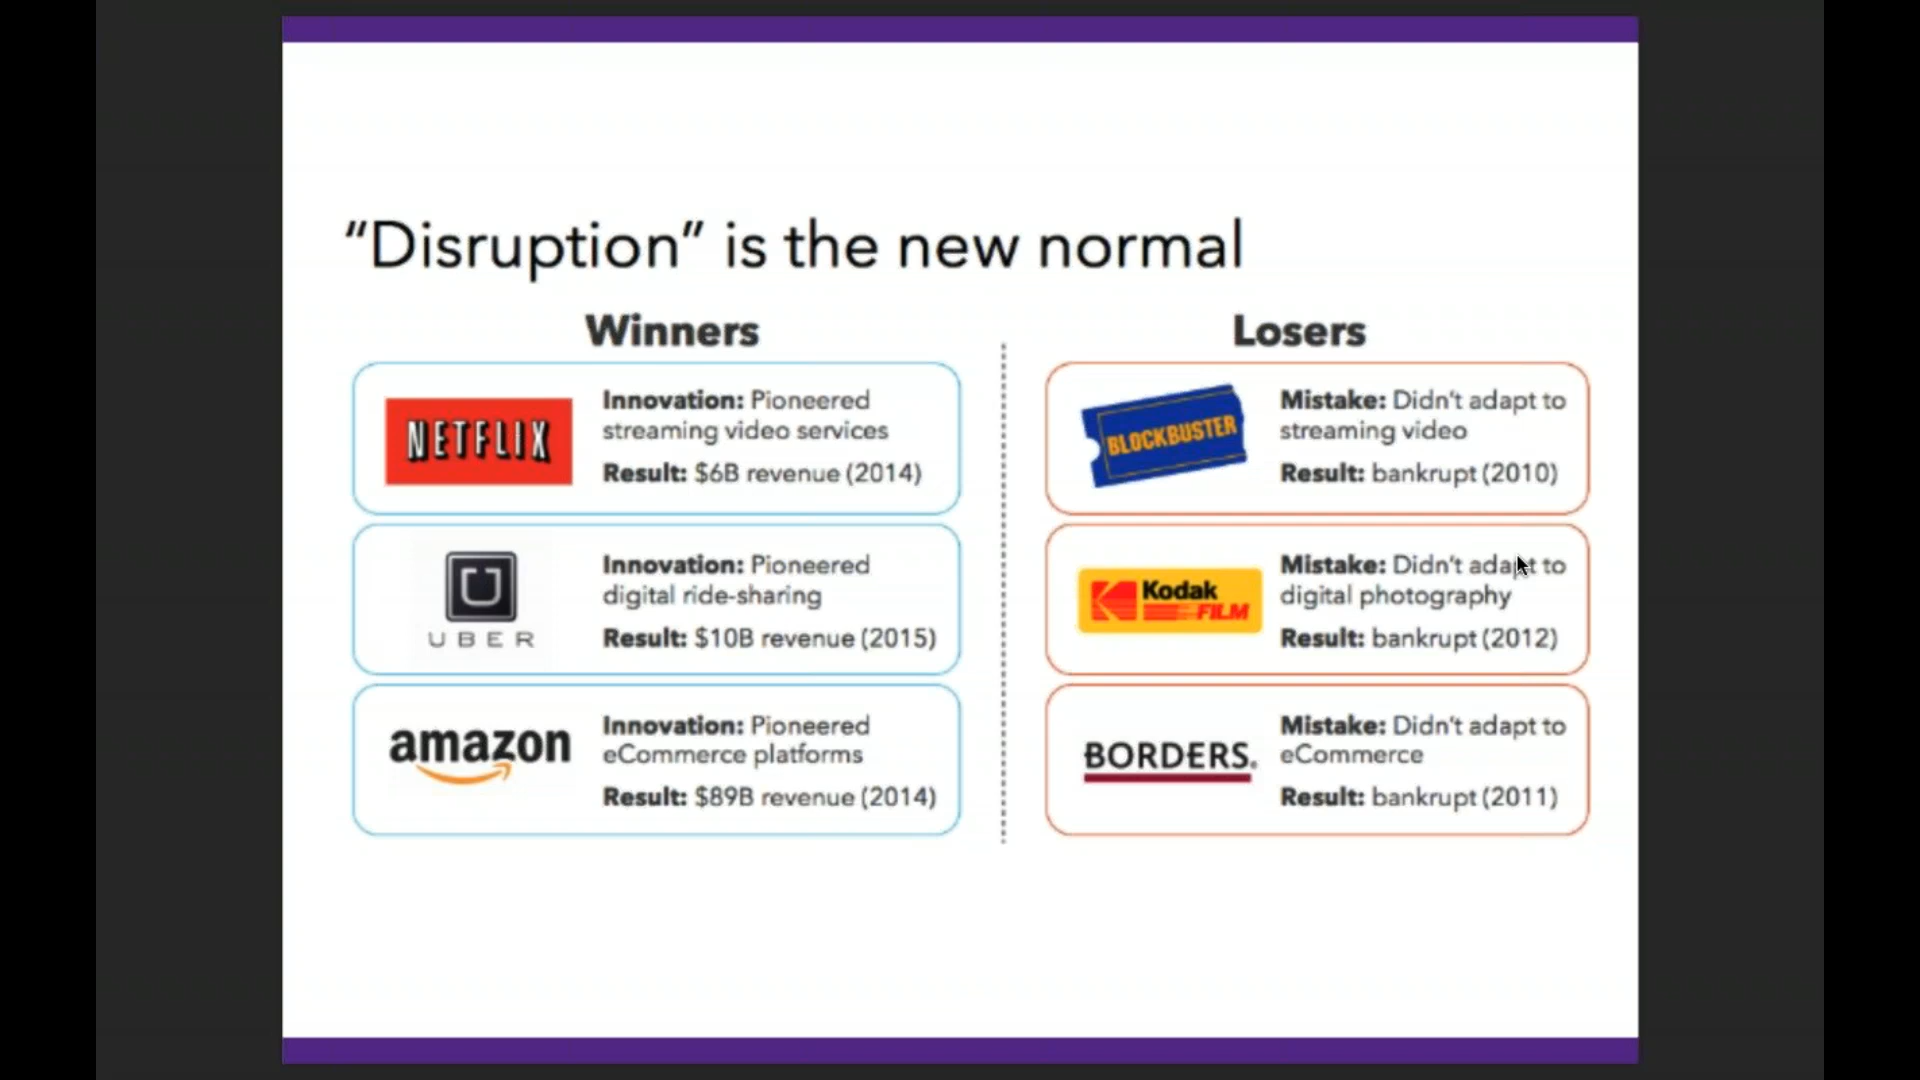 “Disruption” is the new normal
Winners
NETFLIX
Innovation: Pioneered
streaming video services
Result: $6B revenue (2014)
U
UBER
Innovation: Pioneered
digital ride-sharing
Result: $10B revenue (2015)
amazon
Innovation: Pioneered
eCommerce platforms
Result: $89B revenue (2014)
Losers
BLOCKBUSTER
Mistake: Didn’t adapt to
streaming video
Result: bankrupt (2010)
Kodak
FILM
Mistake: Didn’t adapt to
digital photography
Result: bankrupt (2012)
BORDERS®
Mistake: Didn’t adapt to
eCommerce
Result: bankrupt (2011)